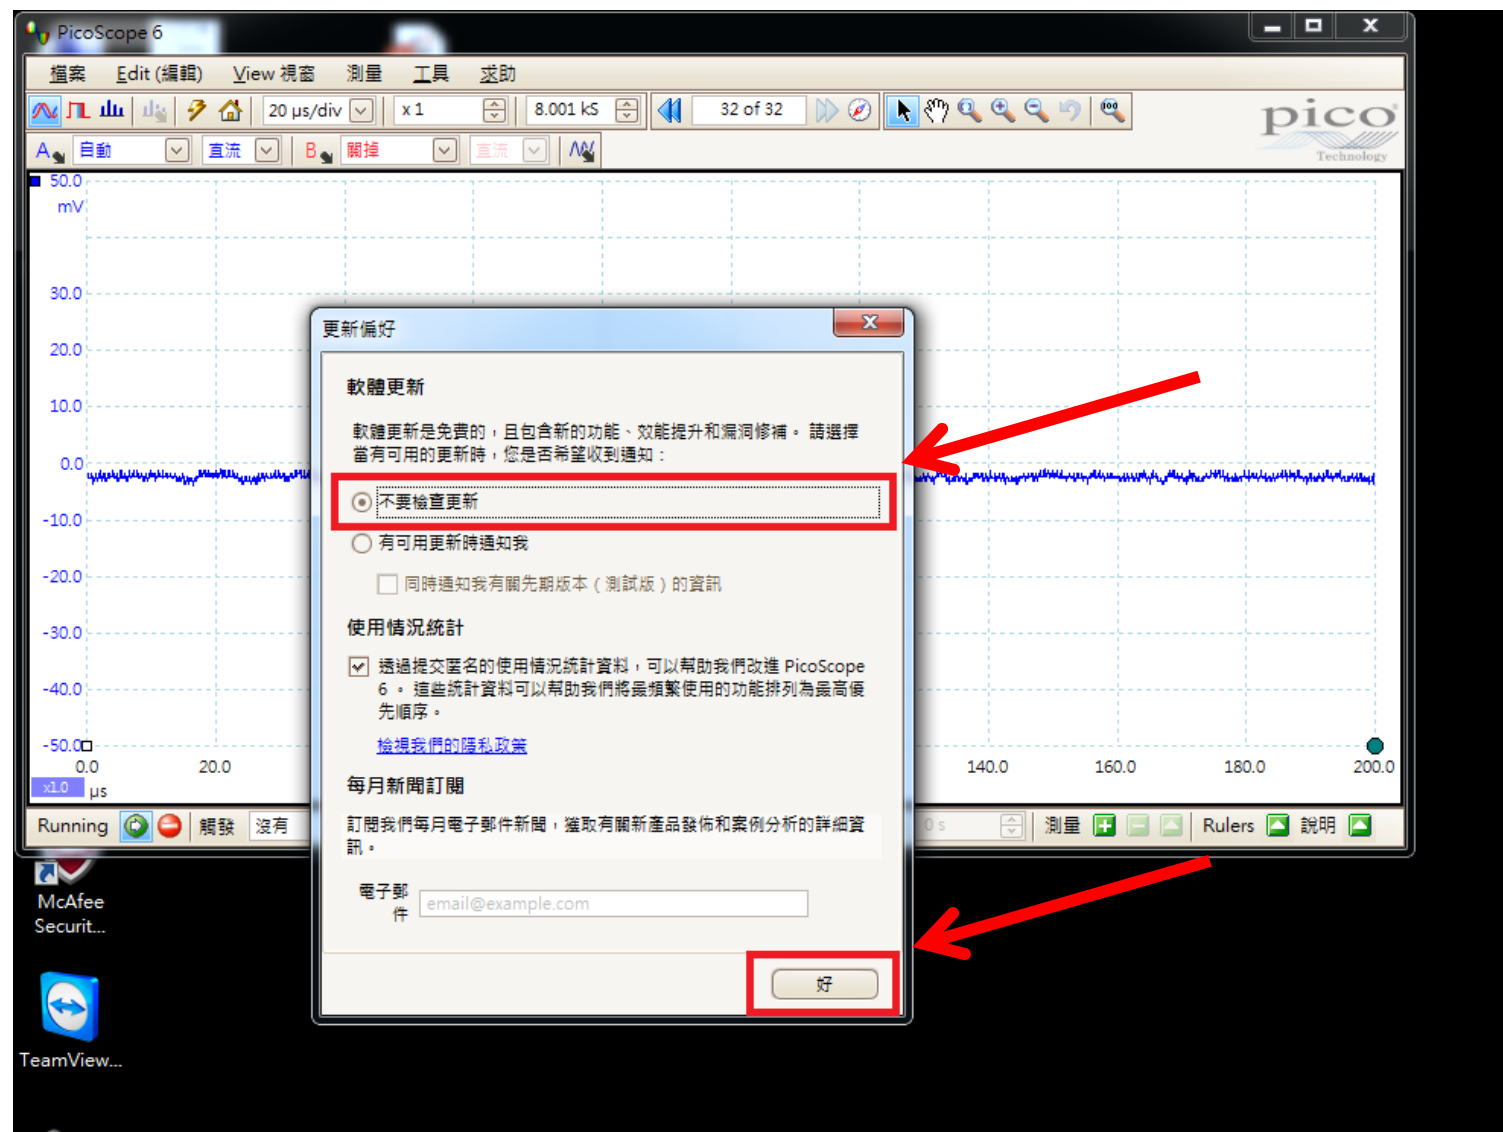 PicoScope 6
檔案 Edit (編輯) View 視窗 測量 工具 求助
20 µs/div x 1 8.001 kS 32 of 32
pico
Technology
A 自動 直流 B 關掉 直流
50.0
mV
30.0
20.0
10.0
0.0
-10.0
-20.0
-30.0
-40.0
-50.0
0.0 20.0 140.0 160.0 180.0 200.0
x1.0 µs
更新偏好
X
軟體更新
軟體更新是免費的，且包含新的功能、效能提升和漏洞修補。 請選擇
當有可用的更新時，您是否希望收到通知：
不要檢查更新
有可用更新時通知我
同時通知我有關先期版本 ( 測試版 ) 的資訊
使用情況統計
透過提交匿名的使用情況統計資料，可以幫助我們改進 PicoScope
6 。 這些統計資料可以幫助我們將最頻繁使用的功能排列為最高優
先順序。
檢視我們的隱私政策
每月新聞訂閱
訂閱我們每月電子郵件新聞，獲取有關新產品發佈和案例分析的詳細資
訊。
電子郵
件
email@example.com
好
Running 觸發 沒有 0 s 測量 Rulers 說明
McAfee
Securit...
TeamView...